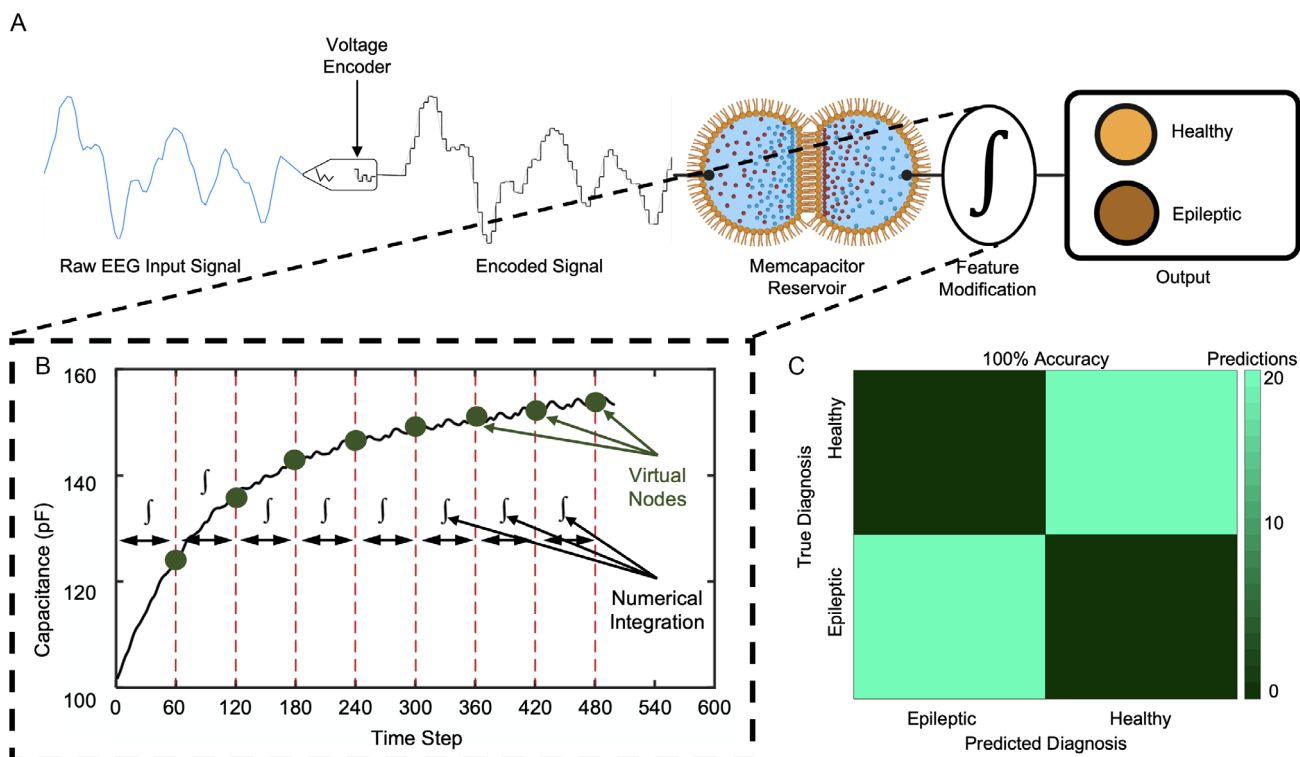 A
Voltage
Encoder
Raw EEG Input Signal
Encoded Signal
Memcapacitor
Reservoir
∫
Feature
Modification
Healthy
Epileptic
Output
B
160
140
120
100
Capacitance (pF)
∫ ∫ ∫ ∫ ∫ ∫ ∫ ∫
Virtual
Nodes
Numerical
Integration
0 60 120 180 240 300 360 420 480 540 600
Time Step
C
100% Accuracy
Predictions
20
10
0
True Diagnosis
Healthy
Epileptic
Epileptic Healthy
Predicted Diagnosis